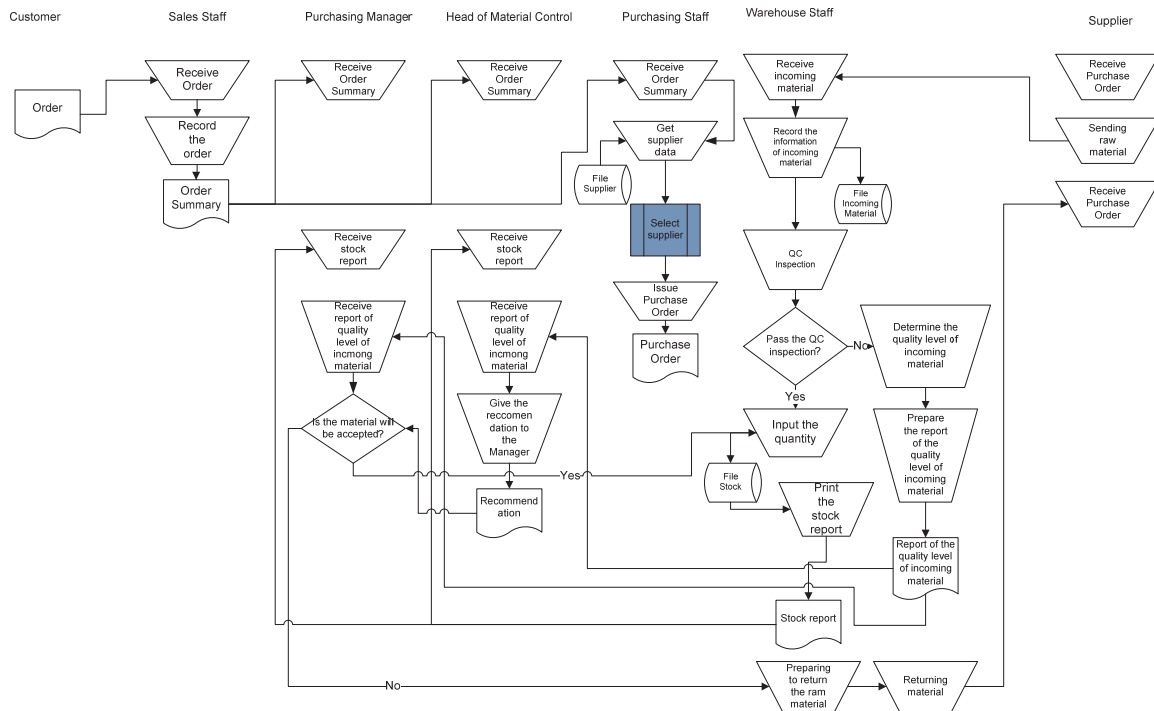 Customer
Sales Staff
Purchasing Manager
Head of Material Control
Purchasing Staff
Warehouse Staff
Supplier
Order
Receive
Order
Record
the
order
Order
Summary
Receive
Order
Summary
Receive
stock
report
Receive
report of
quality
level of
incmong
material
Is the material will
be accepted?
Receive
Order
Summary
Receive
stock
report
Receive
report of
quality
level of
incmong
material
Give the
reccomen
dation to
the
Manager
Recommend
ation
Receive
Order
Summary
Get
supplier
data
File
Supplier
Select
supplier
Issue
Purchase
Order
Purchase
Order
Receive
incoming
material
Record the
information
of incoming
material
File
Incoming
Material
QC
Inspection
Pass the QC
inspection?
No
Yes
Determine the
quality level of
incoming
material
Prepare
the report
of the
quality
level of
incoming
material
Report of the
quality level
of incoming
material
Input the
quantity
Yes
File
Stock
Print
the
stock
report
Stock report
No
Preparing
to return
the ram
material
Returning
material
Receive
Purchase
Order
Sending
raw
material
Receive
Purchase
Order